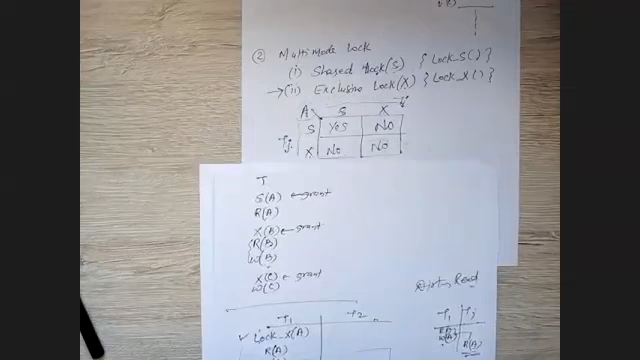 ② Multimode Lock
(i) Shared Lock(S) { Lock_S() }
→(ii) Exclusive Lock(X) { Lock_X() }
A S X
S Yes No
X No No
T
S(A) ← grant
R(A)
X(B) ← grant
R(B)
W(B)
X(C) ← grant
W(C)
Dirty Read
T1 T2
✓ Lock_X(A)
R(A)
T1
W(A)
R(A)